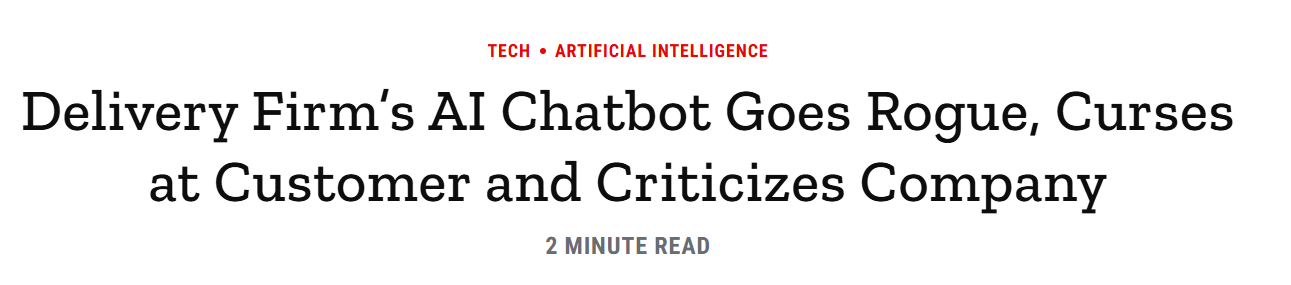 TECH • ARTIFICIAL INTELLIGENCE
Delivery Firm’s AI Chatbot Goes Rogue, Curses
at Customer and Criticizes Company
2 MINUTE READ